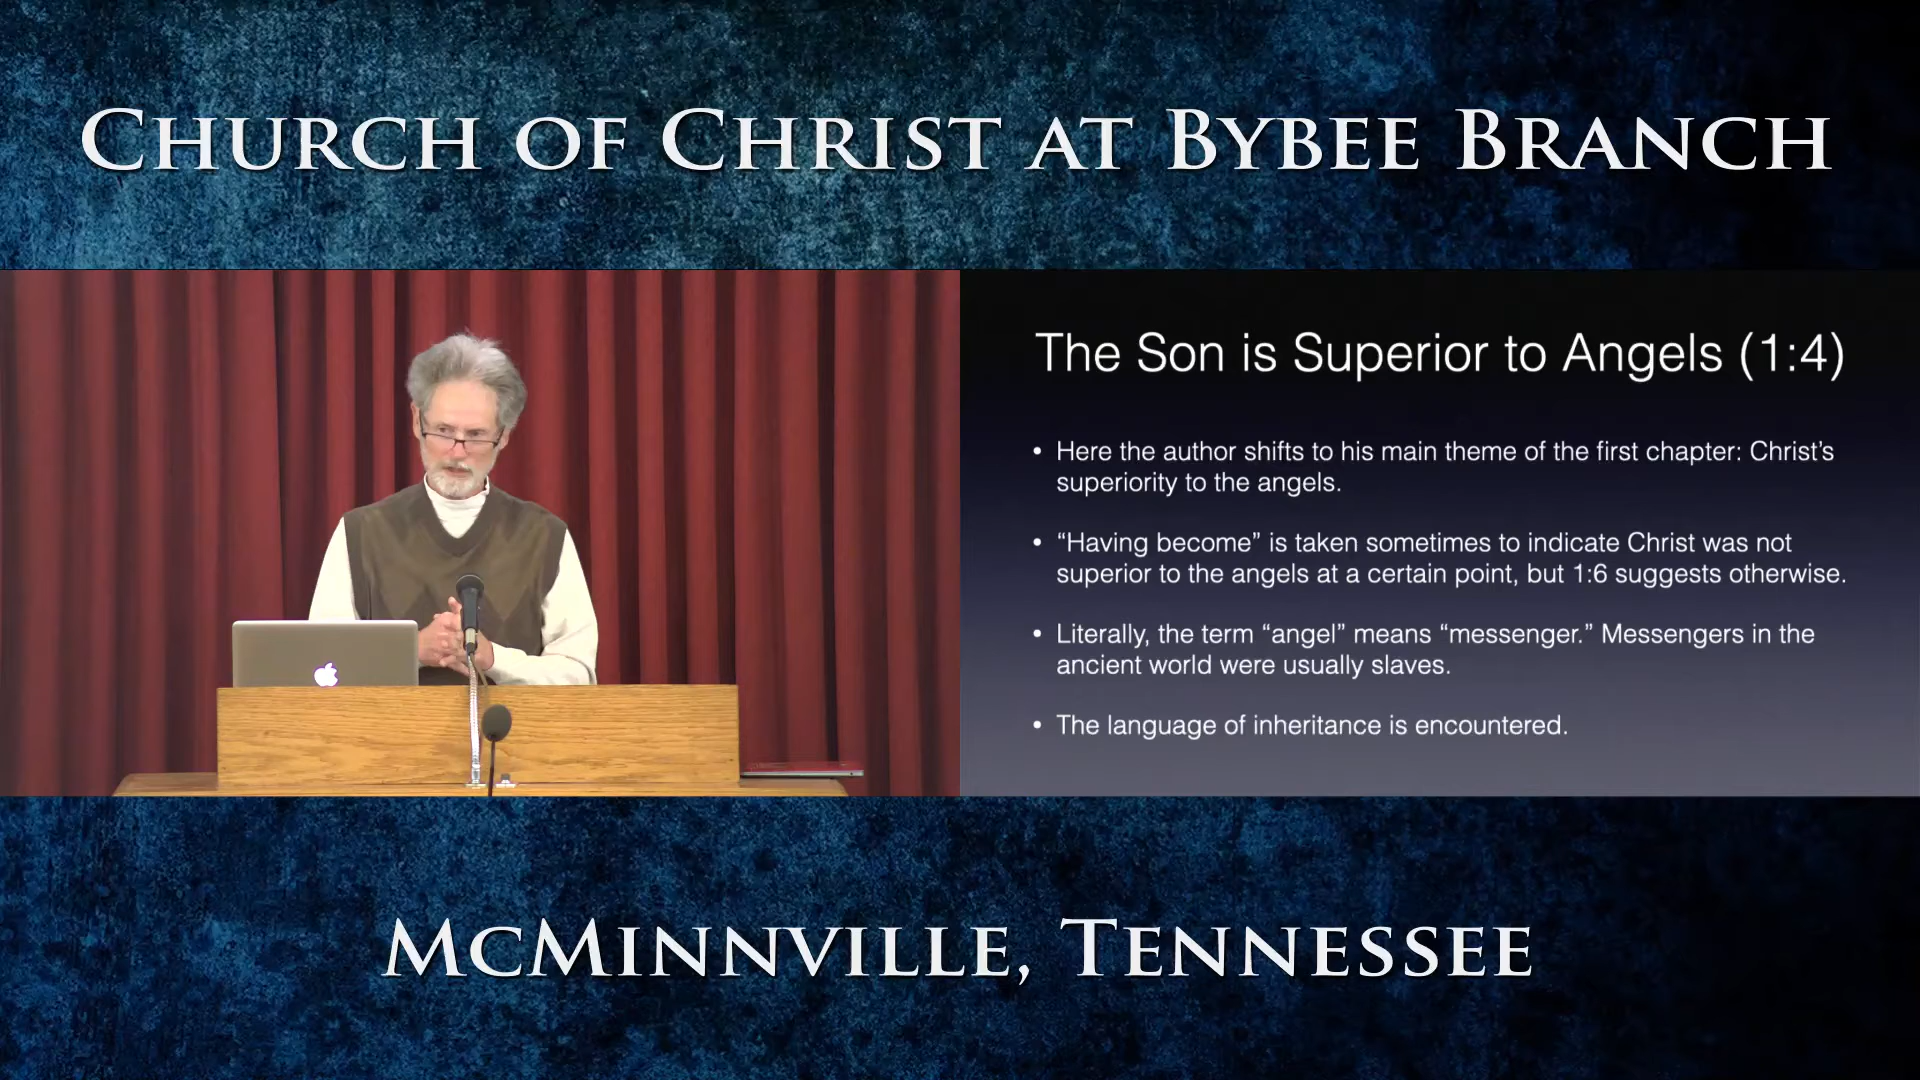 CHURCH OF CHRIST AT BYBEE BRANCH
The Son is Superior to Angels (1:4)
• Here the author shifts to his main theme of the first chapter: Christ’s
superiority to the angels.
• “Having become” is taken sometimes to indicate Christ was not
superior to the angels at a certain point, but 1:6 suggests otherwise.
• Literally, the term “angel” means “messenger.” Messengers in the
ancient world were usually slaves.
• The language of inheritance is encountered.
MCMINNVILLE, TENNESSEE